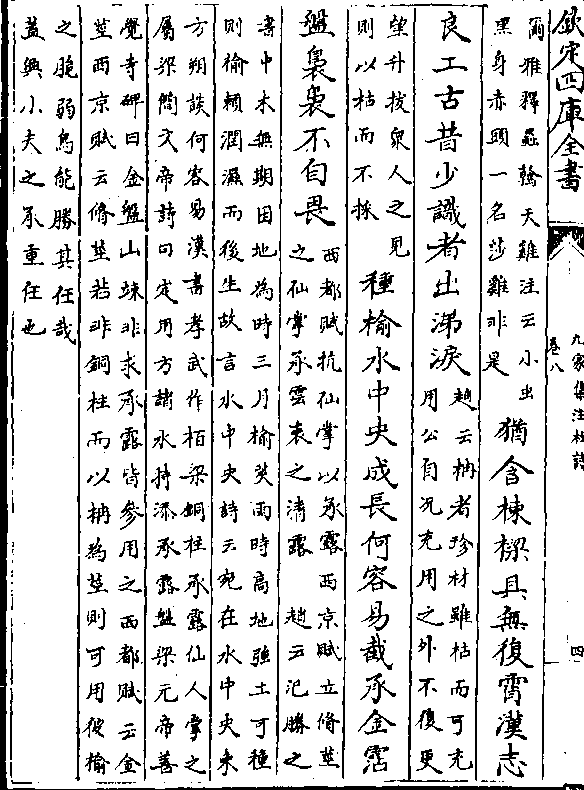 欽定四庫全書
九家集注杜詩
卷八
四
爾雅釋蟲螒天雞注云小虫
黑身赤頭一名莎雞非是
猶含棟樑具無復霄漢志
良工古昔少識者出涕淚
趙云柟者珍材雖枯而可充
用公自况充用之外不復更
望升拔衆人之見
則以枯而不採
種榆水中央成長何容易截承金露
盤裊裊不自畏
西都賦抗仙掌以承露西京賦立脩莖
之仙掌承雲表之清露 趙云氾勝之
書中木無期因地為時三月榆莢雨時高地強土可種
則榆賴潤濕而後生故言水中央詩云宛在水中央東
方朔談何容易漢書孝武作栢梁銅柱承露仙人掌之
屬梁簡文帝詩曰定用方諸水持添承露盤梁元帝善
覺寺碑曰金盤山竦非求承露皆參用之西都賦云金
莖西京賦云脩莖若非銅柱而以柟為莖則可用彼榆
之脆弱烏能勝其任哉
蓋興小夫之承重任也